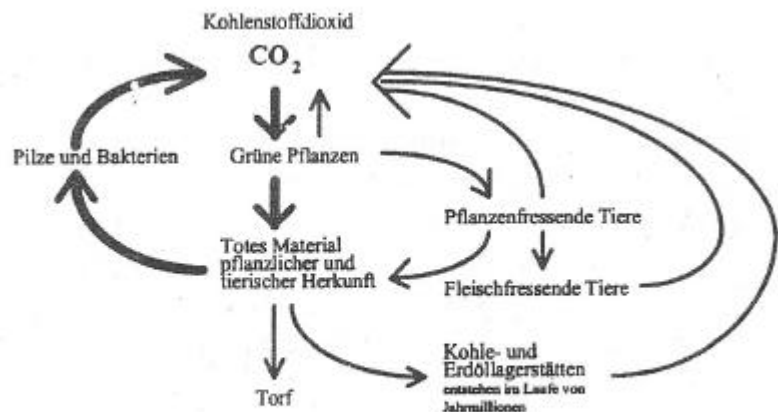 Kohlenstoffdioxid
CO₂
Pilze und Bakterien
Grüne Pflanzen
Pflanzenfressende Tiere
Totes Material
pflanzlicher und
tierischer Herkunft
Fleischfressende Tiere
Kohle- und
Erdöllagerstätten
entstehen im Laufe von
Jahrmillionen
Torf